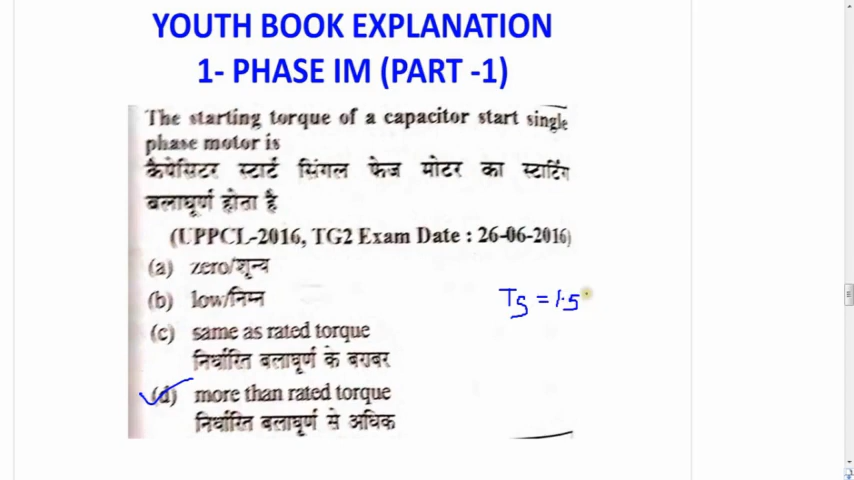 YOUTH BOOK EXPLANATION
1- PHASE IM (PART -1)
The starting torque of a capacitor start single
phase motor is
कैपेसिटर स्टार्ट सिंगल फेज मोटर का स्टार्टिंग
बलाघूर्ण होता है
(UPPCL-2016, TG2 Exam Date : 26-06-2016)
(a) zero/शून्य
(b) low/निम्न
(c) same as rated torque
निर्धारित बलाघूर्ण के बराबर
(d) more than rated torque
निर्धारित बलाघूर्ण से अधिक
Ts = 1.5